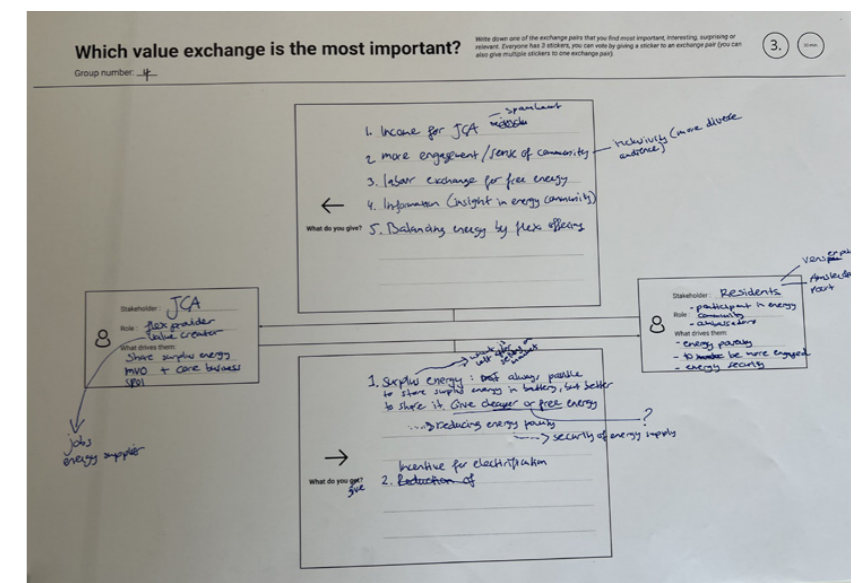 Which value exchange is the most important?
Write down one of the exchange pairs that you find most important, interesting, surprising or
relevant. Everyone has 3 stickers, you can vote by giving a sticker to an exchange pair (you can
also give multiple stickers to one exchange pair)
3.
Group number: 4
1. Income for JCA
2. more engagement/sense of community
inclusivity (more diverse
audience)
3. labour exchange for free energy
4. Information (insight in energy community)
What do you give?
5. Balancing energy by flex offering
Stakeholder: JCA
Role: flex provider
value creator
What drives them:
share surplus energy
MVO + core business
jobs
energy supplier
Stakeholder: Residents
Role:
- participant in energy
community
- ambassadors
What drives them:
- energy poverty
- to be more engaged
- energy security
1. Surplus energy: not always possible
to store surplus energy in battery, but better
to share it. Give cheaper or free energy
?
....> reducing energy poverty
....> security of energy supply
What do you get?
give
Incentive for electrification
2. Reduction of